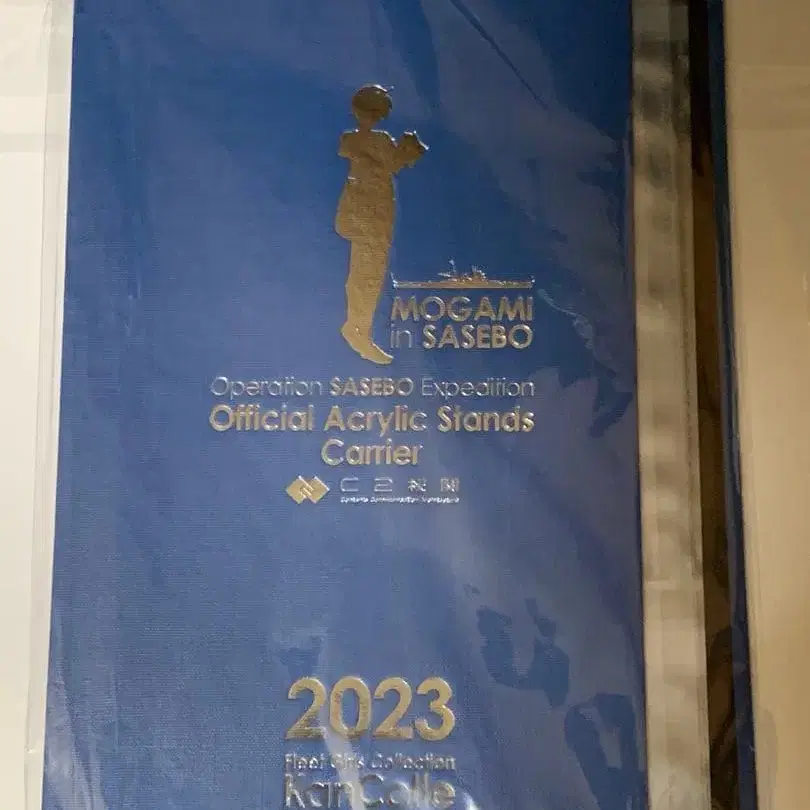 MOGAMI
in SASEBO
Operation SASEBO Expedition
Official Acrylic Stands
Carrier
C2機関
2023
Fleet Girls Collection
KanColle